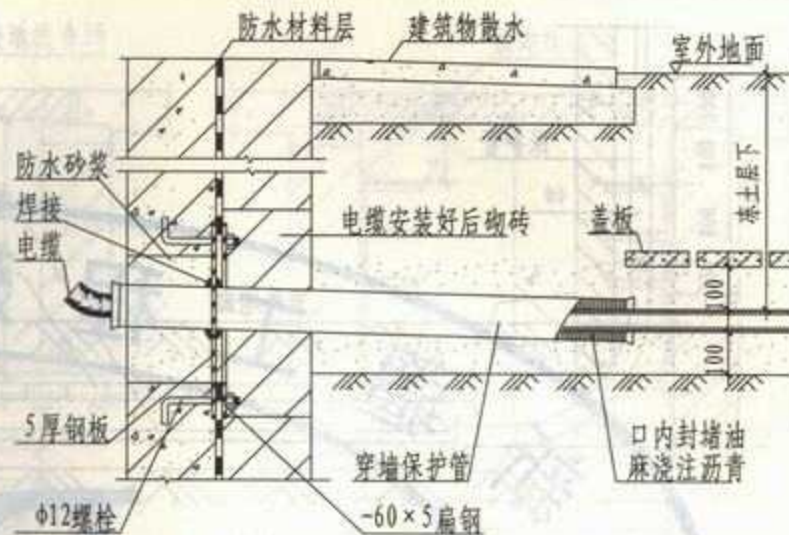 防水材料层
建筑物散水
室外地面
防水砂浆
焊接
电缆
电缆安装好后砌砖
盖板
冻土层下
100
100
5厚钢板
穿墙保护管
口内封堵油
麻浇注沥青
ф12螺栓
-60×5扁钢